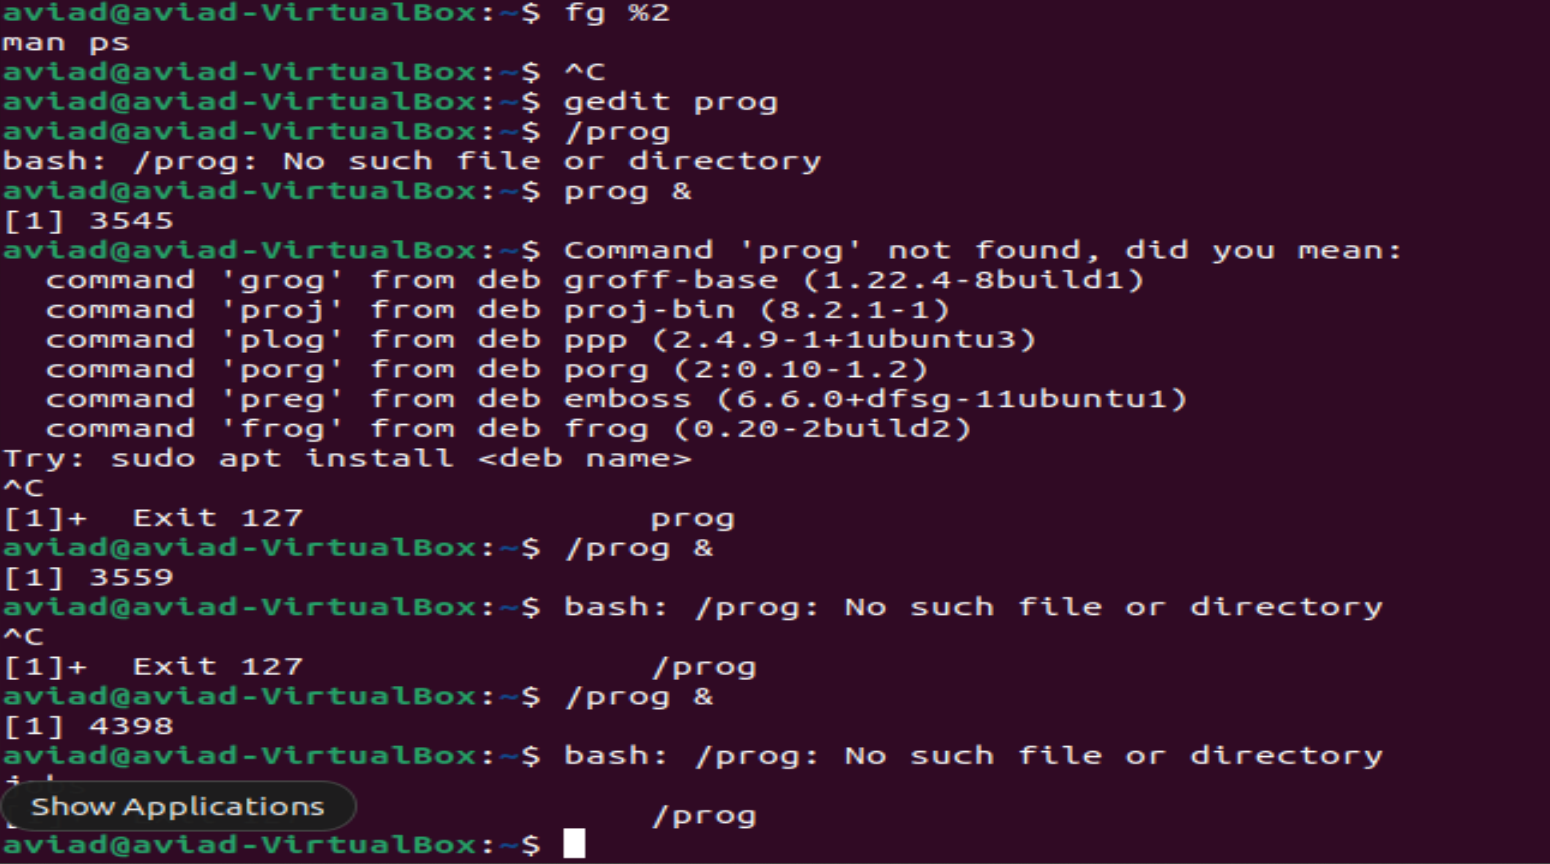 aviad@aviad-VirtualBox:~$ fg %2
man ps
aviad@aviad-VirtualBox:~$ ^C
aviad@aviad-VirtualBox:~$ gedit prog
aviad@aviad-VirtualBox:~$ /prog
bash: /prog: No such file or directory
aviad@aviad-VirtualBox:~$ prog &
[1] 3545
aviad@aviad-VirtualBox:~$ Command 'prog' not found, did you mean:
  command 'grog' from deb groff-base (1.22.4-8build1)
  command 'proj' from deb proj-bin (8.2.1-1)
  command 'plog' from deb ppp (2.4.9-1+1ubuntu3)
  command 'porg' from deb porg (2:0.10-1.2)
  command 'preg' from deb emboss (6.6.0+dfsg-11ubuntu1)
  command 'frog' from deb frog (0.20-2build2)
Try: sudo apt install <deb name>
^C
[1]+  Exit 127                prog
aviad@aviad-VirtualBox:~$ /prog &
[1] 3559
aviad@aviad-VirtualBox:~$ bash: /prog: No such file or directory
^C
[1]+  Exit 127                /prog
aviad@aviad-VirtualBox:~$ /prog &
[1] 4398
aviad@aviad-VirtualBox:~$ bash: /prog: No such file or directory
Show Applications
/prog
aviad@aviad-VirtualBox:~$